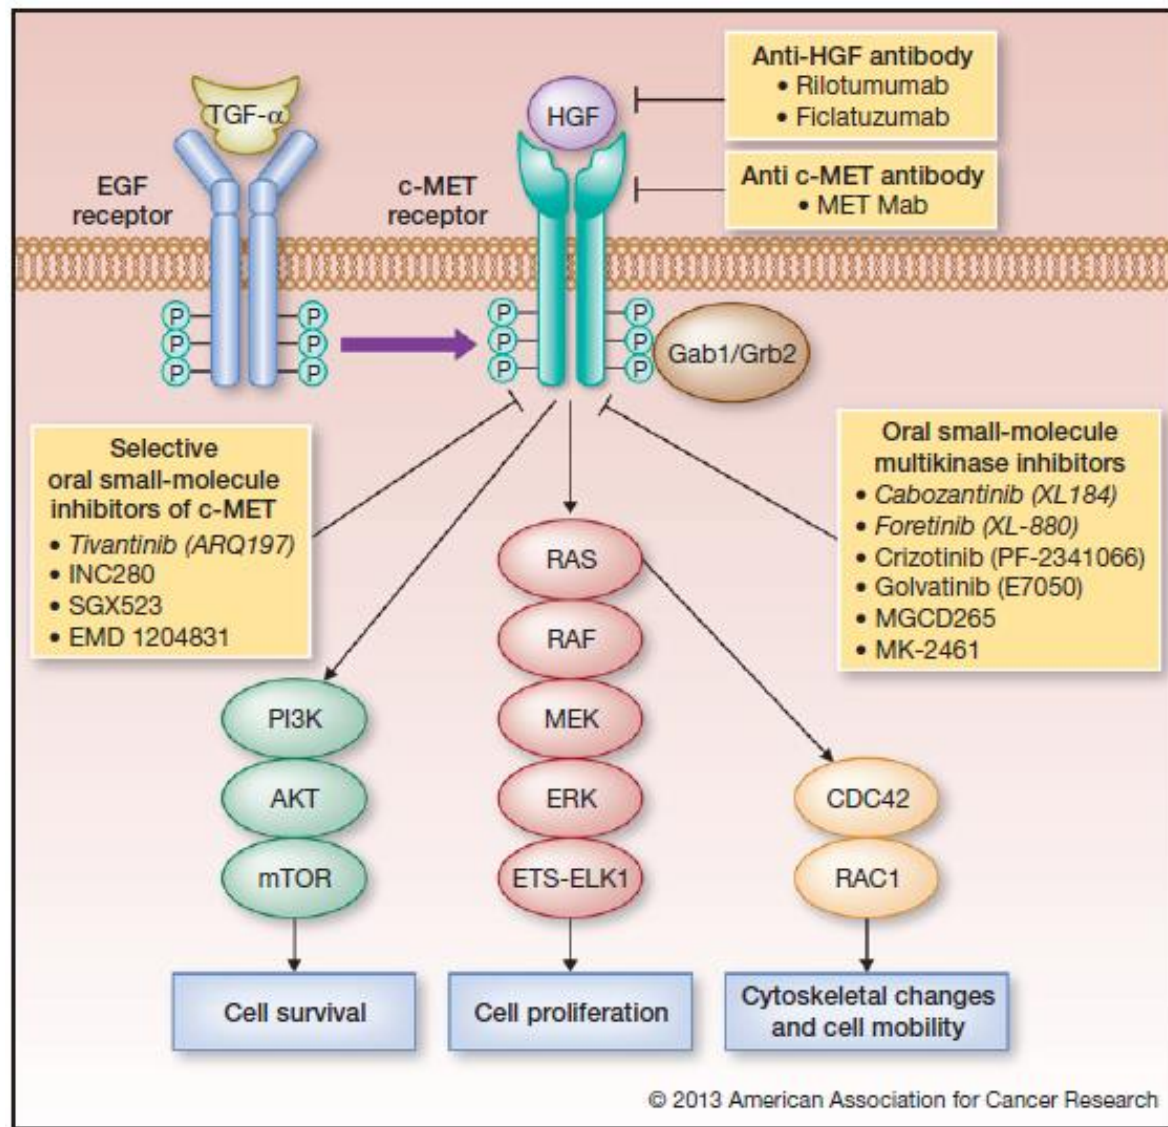 Anti-HGF antibody
• Rilotumumab
• Ficlatuzumab
TGF-α
HGF
EGF
receptor
c-MET
receptor
Anti c-MET antibody
• MET Mab
P P P P
P P P P
P P P P
Gab1/Grb2
Selective
oral small-molecule
inhibitors of c-MET
• Tivantinib (ARQ197)
• INC280
• SGX523
• EMD 1204831
Oral small-molecule
multikinase inhibitors
• Cabozantinib (XL184)
• Foretinib (XL-880)
• Crizotinib (PF-2341066)
• Golvatinib (E7050)
• MGCD265
• MK-2461
RAS
RAF
MEK
ERK
ETS-ELK1
PI3K
AKT
mTOR
CDC42
RAC1
Cell survival
Cell proliferation
Cytoskeletal changes
and cell mobility
© 2013 American Association for Cancer Research